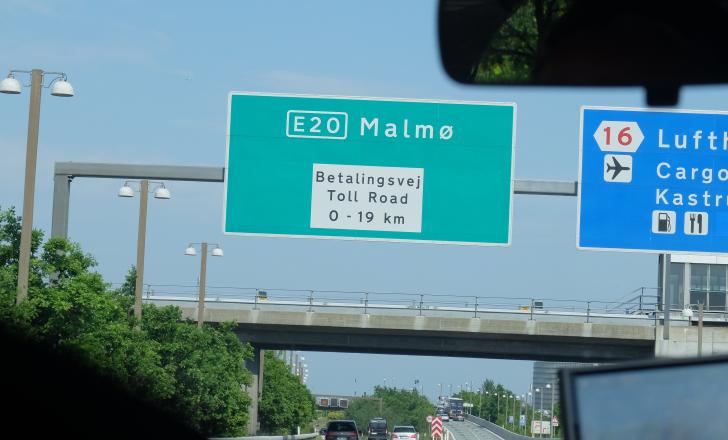 E20 Malmø
Betalingsvej
Toll Road
0 - 19 km
16
Cargo